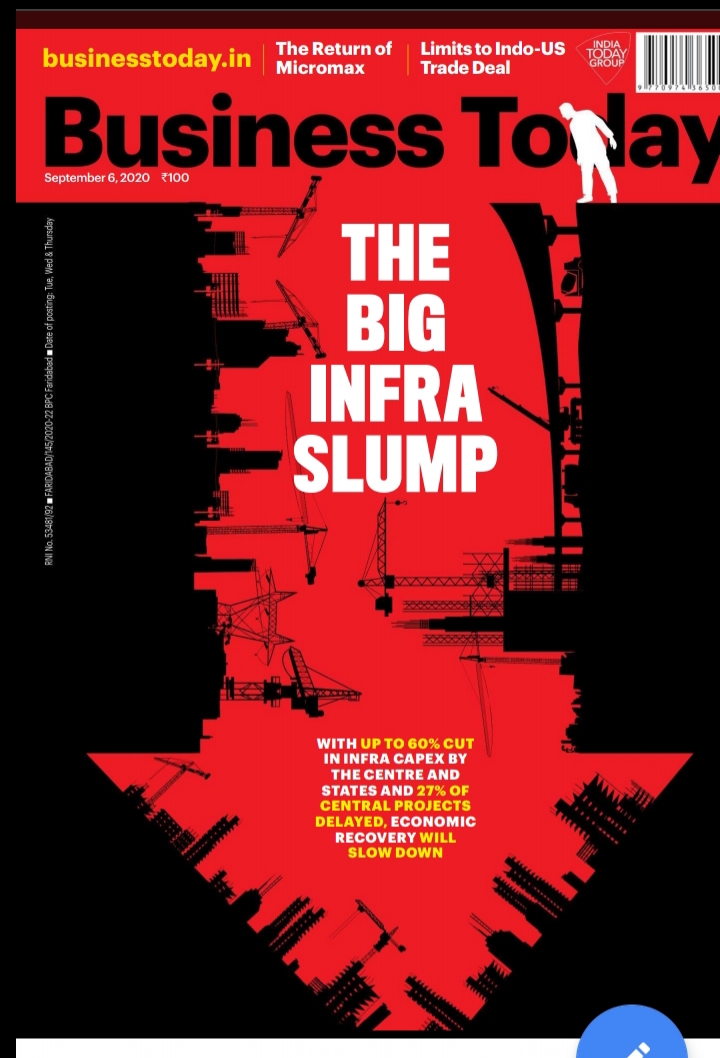 businesstoday.in
The Return of
Micromax
Limits to Indo-US
Trade Deal
INDIA
TODAY
GROUP
Business Today
September 6, 2020 ₹100
RNI No. 53481/92 ■ FARIDABAD/145/2020-22 BPC Faridabad ■ Date of posting: Tue, Wed & Thursday
THE
BIG
INFRA
SLUMP
WITH UP TO 60% CUT
IN INFRA CAPEX BY
THE CENTRE AND
STATES AND 27% OF
CENTRAL PROJECTS
DELAYED, ECONOMIC
RECOVERY WILL
SLOW DOWN